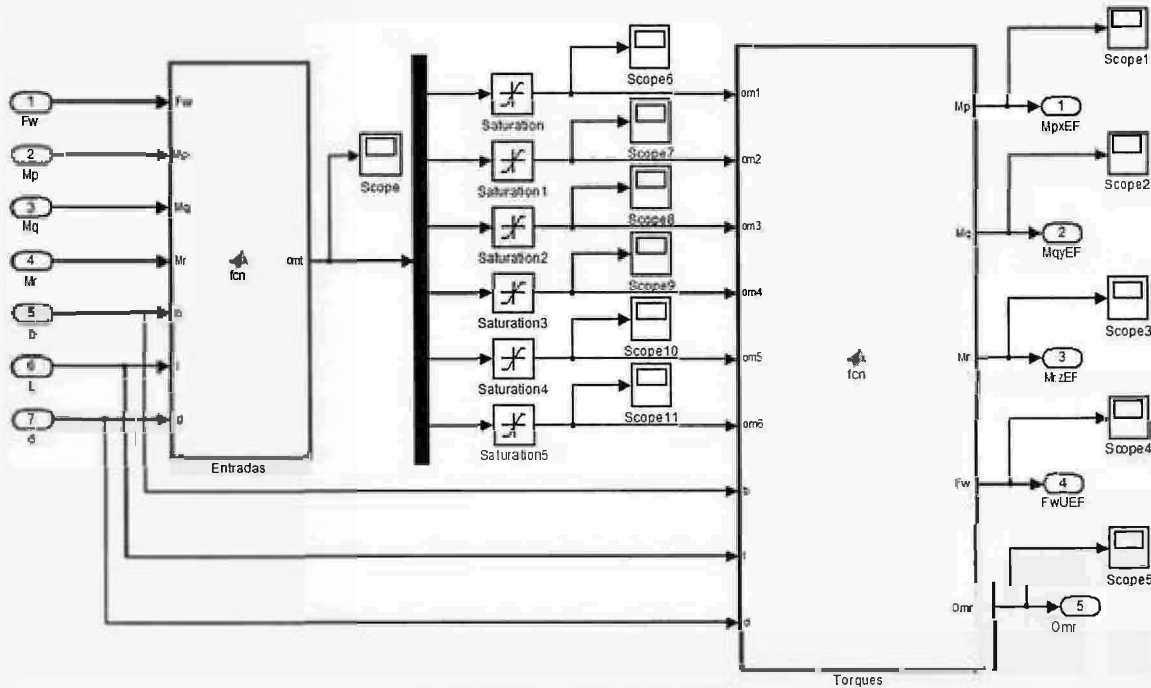 1
Fw
2
Mp
3
Mq
4
Mr
5
b
6
L
7
d
Fw
Mp
Mq
Mr
b
l
d
fcn
omt
Entradas
Scope
Saturation
Saturation1
Saturation2
Saturation3
Saturation4
Saturation5
Scope6
Scope7
Scope8
Scope9
Scope10
Scope11
om1
om2
om3
om4
om5
om6
b
l
d
fcn
Mp
Mq
Mr
Fw
Omr
Torques
Scope1
1
MpxEF
Scope2
2
MqyEF
Scope3
3
MrzEF
Scope4
4
FwUEF
Scope5
5
Omr